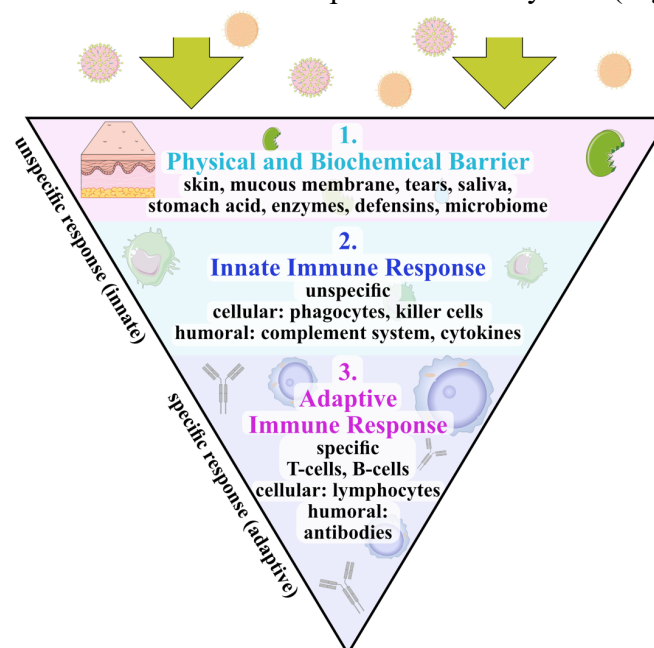 1.
Physical and Biochemical Barrier
skin, mucous membrane, tears, saliva,
stomach acid, enzymes, defensins, microbiome
unspecific response (innate)
2.
Innate Immune Response
unspecific
cellular: phagocytes, killer cells
humoral: complement system, cytokines
3.
Adaptive
Immune Response
specific
T-cells, B-cells
cellular: lymphocytes
humoral:
antibodies
specific response (adaptive)